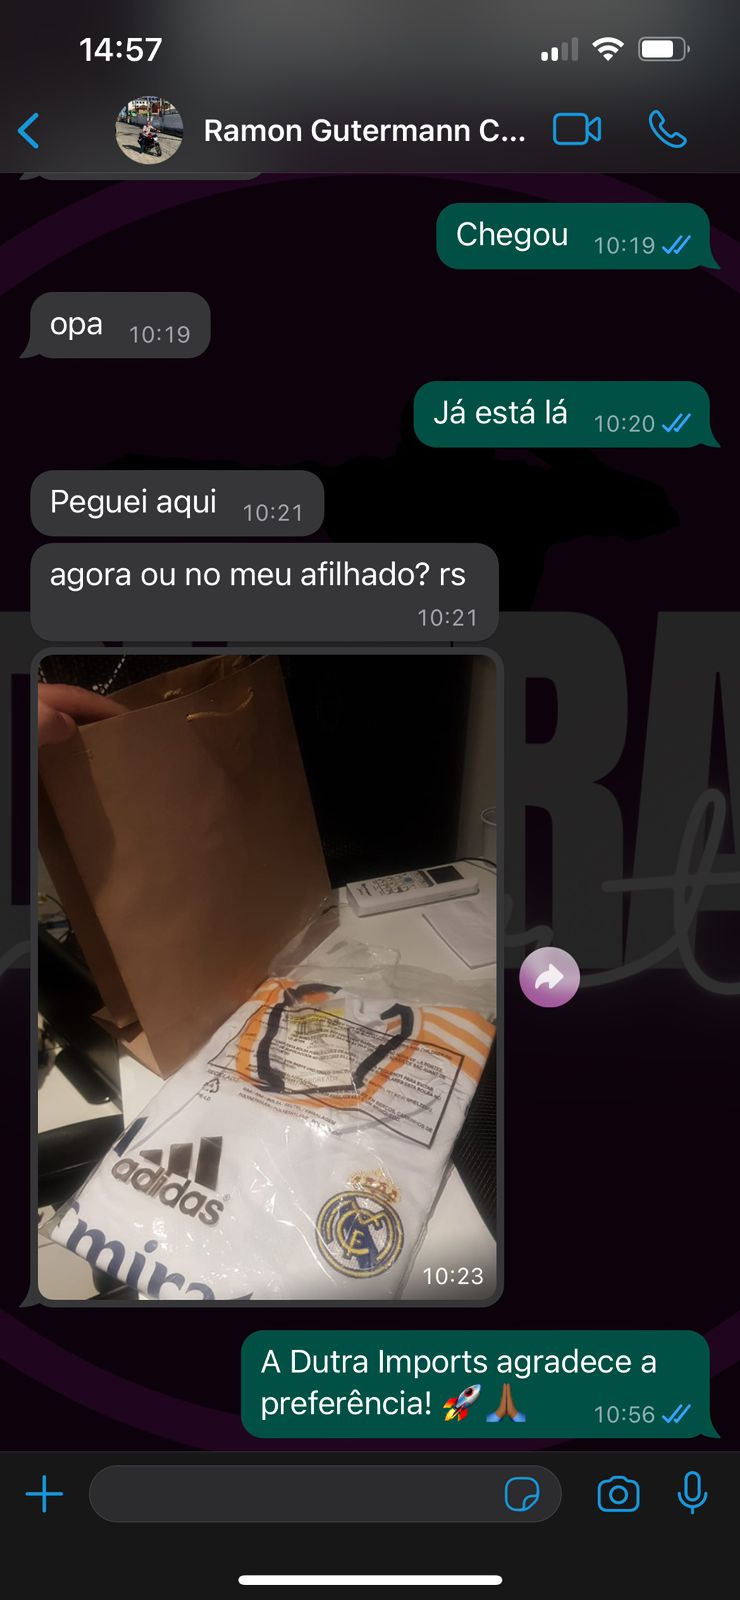 14:57
Ramon Gutermann C...
Chegou 10:19
opa 10:19
Já está lá 10:20
Peguei aqui 10:21
agora ou no meu afilhado? rs
10:21
adidas
mira
10:23
A Dutra Imports agradece a
preferência! 🚀🙏🏾 10:56